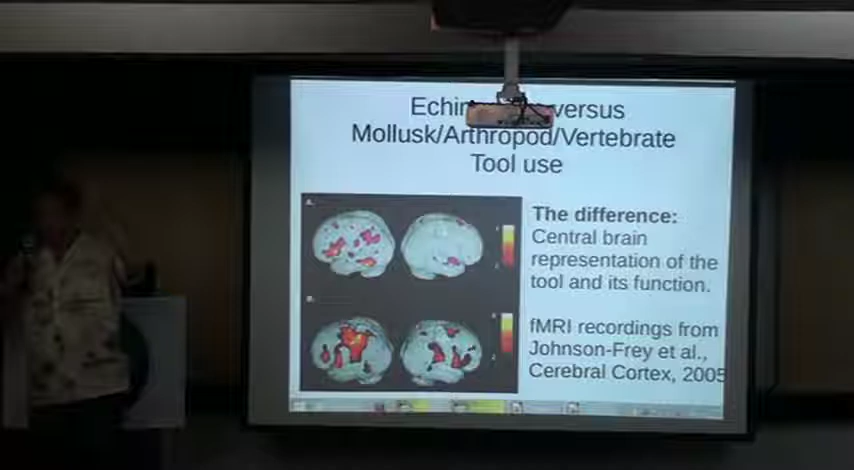 Echin versus
Mollusk/Arthropod/Vertebrate
Tool use
The difference:
Central brain
representation of the
tool and its function.
fMRI recordings from
Johnson-Frey et al.,
Cerebral Cortex, 2005